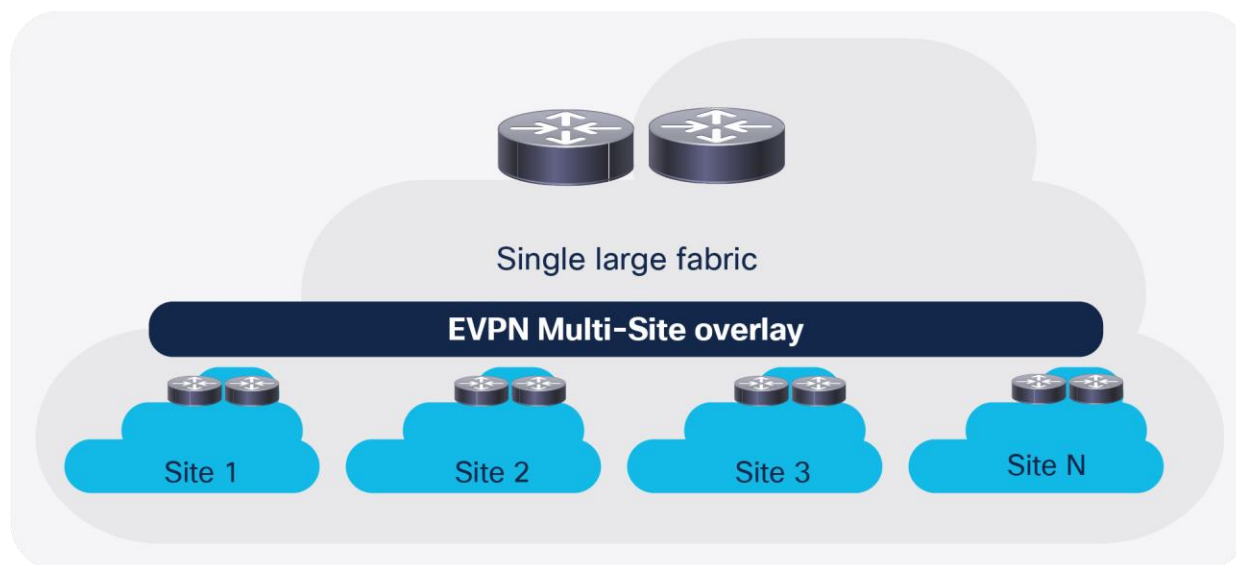 Single large fabric
EVPN Multi-Site overlay
Site 1
Site 2
Site 3
Site N